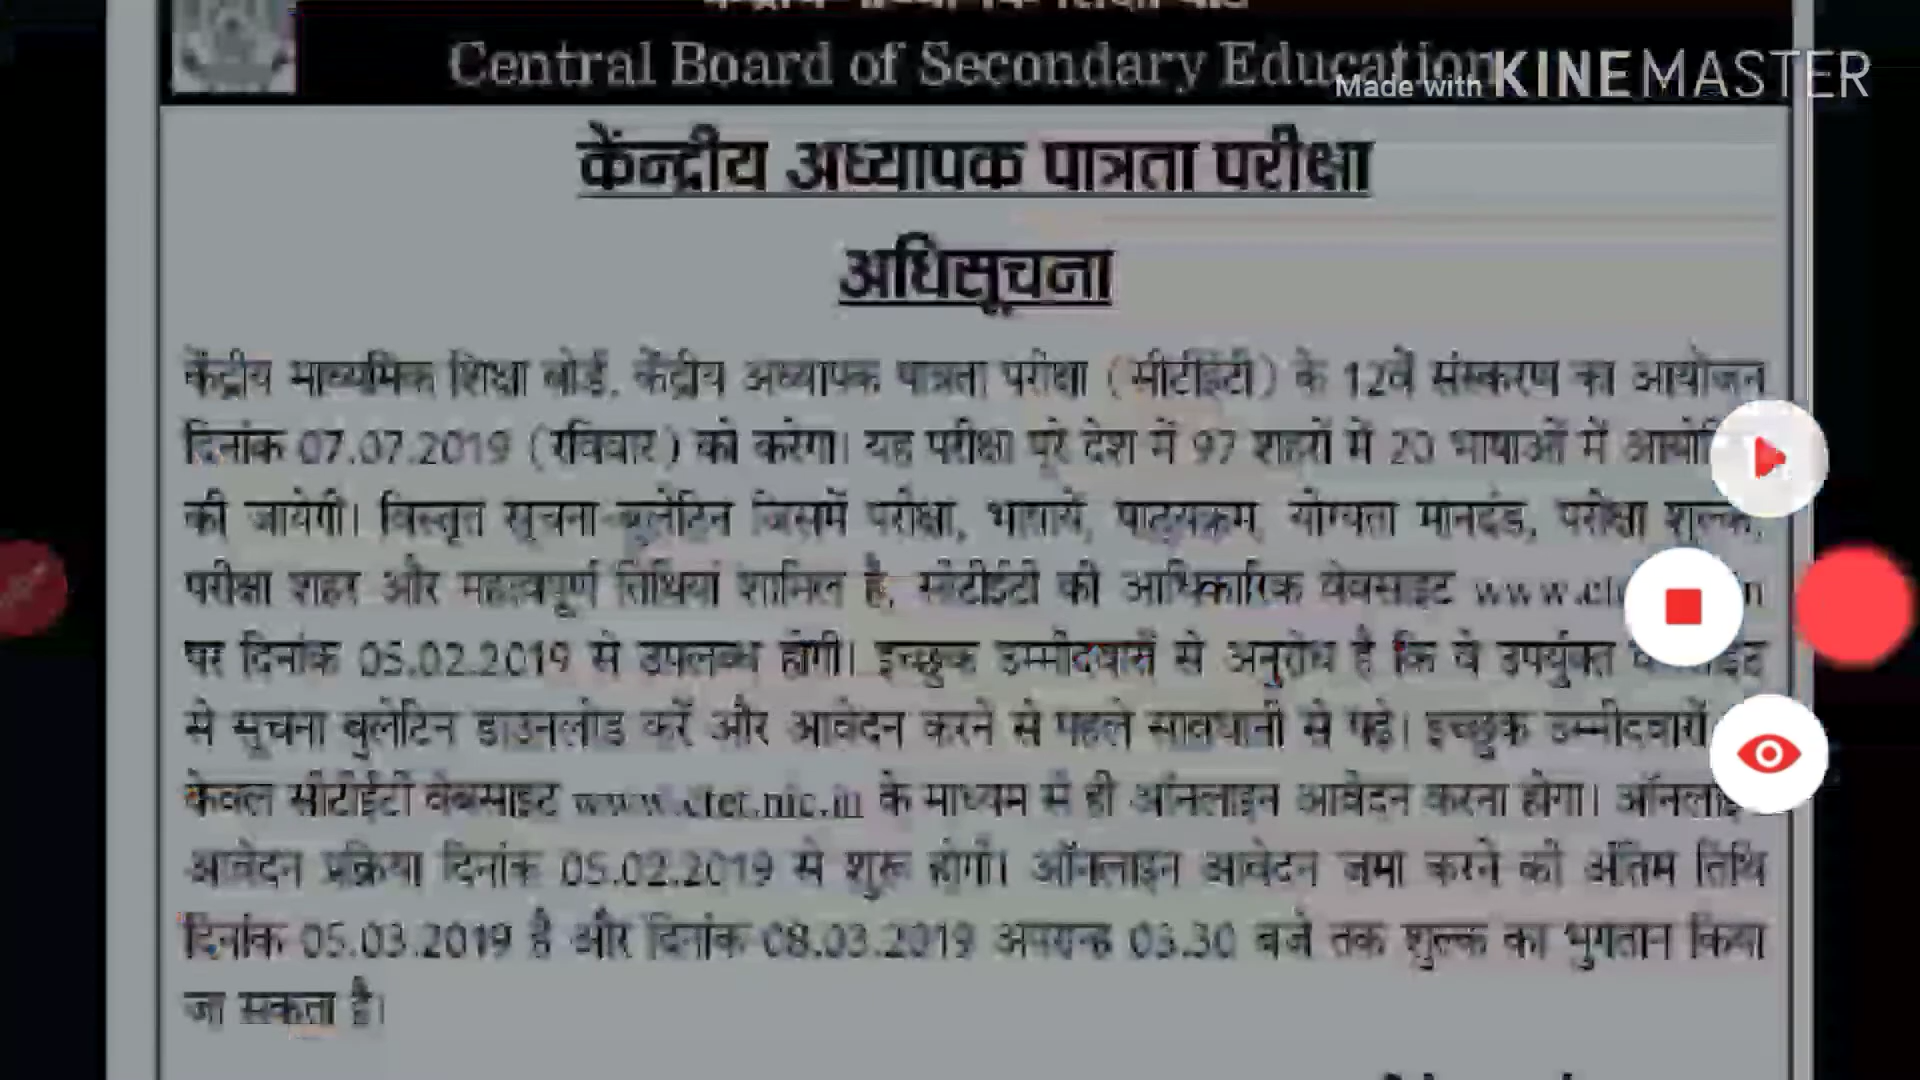 Central Board of Secondary Education
Made with KINEMASTER
केंन्द्रीय अध्यापक पात्रता परीक्षा
अधिसूचना
केंद्रीय माध्यमिक शिक्षा बोर्ड, केंद्रीय अध्यापक पात्रता परीक्षा (सीटीईटी) के 12वें संस्करण का आयोजन
दिनांक 07.07.2019 (रविवार) को करेगा। यह परीक्षा पूरे देश में 97 शहरों में 20 भाषाओं में
की जायेगी। विस्तृत सूचना बुलेटिन जिसमें परीक्षा, भाषायें, पाठ्यक्रम, योग्यता मानदंड, परीक्षा शुल्क,
परीक्षा शहर और महत्वपूर्ण तिथियां शामिल है, सीटीईटी की आधिकारिक वेबसाइट
पर दिनांक 05.02.2019 से उपलब्ध होगी। इच्छुक उम्मीदवारों से अनुरोध है कि वे उपर्युक्त
से सूचना बुलेटिन डाउनलोड करें और आवेदन करने से पहले सावधानी से पढ़ें। इच्छुक उम्मीदवारों
केवल सीटीईटी वेबसाइट www.ctet.nic.in के माध्यम से ही ऑनलाइन आवेदन करना होगा।
आवेदन प्रक्रिया दिनांक 05.02.2019 से शुरू होगी। ऑनलाइन आवेदन जमा करने की अंतिम तिथि
दिनांक 05.03.2019 है और दिनांक 08.03.2019 अपरान्ह 03.30 बजे तक शुल्क का भुगतान किया
जा सकता है।